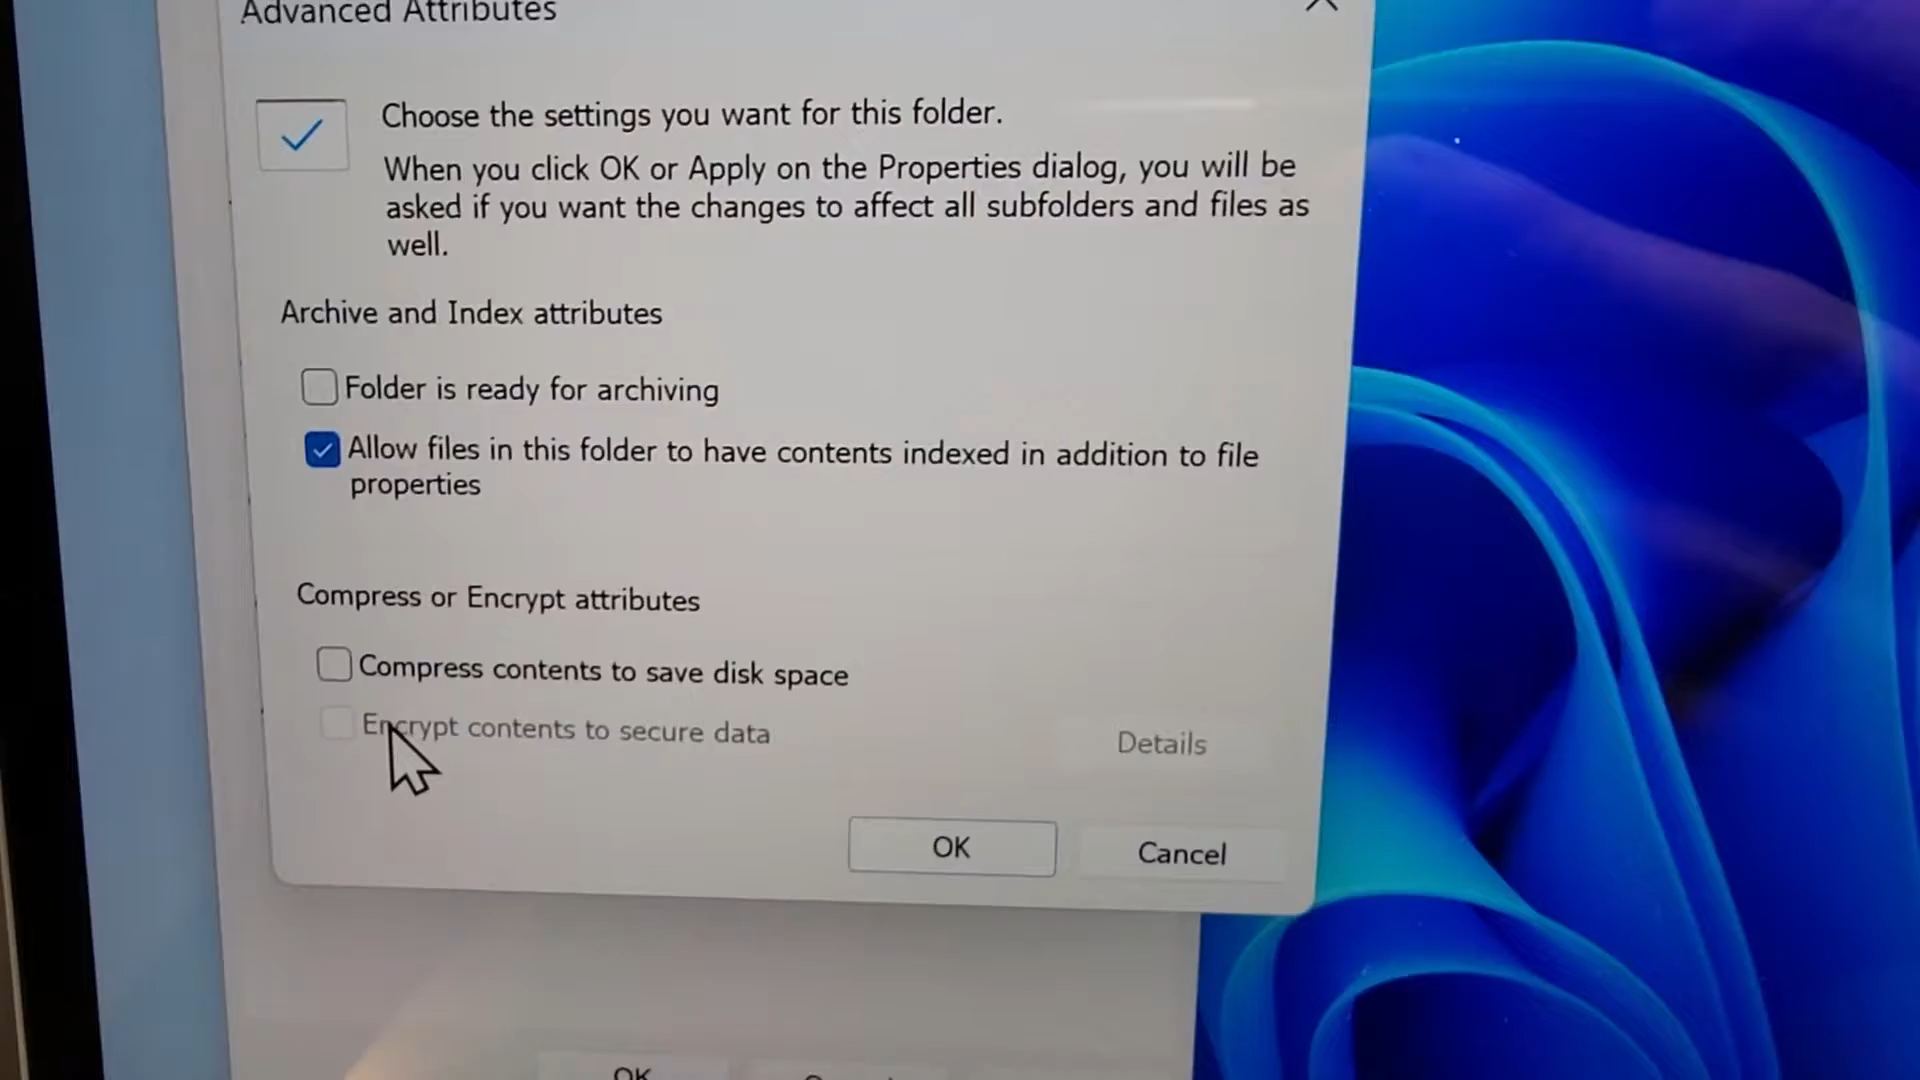 Advanced Attributes
Choose the settings you want for this folder.
When you click OK or Apply on the Properties dialog, you will be
asked if you want the changes to affect all subfolders and files as
well.
Archive and Index attributes
Folder is ready for archiving
Allow files in this folder to have contents indexed in addition to file
properties
Compress or Encrypt attributes
Compress contents to save disk space
Encrypt contents to secure data
Details
OK
Cancel
OK